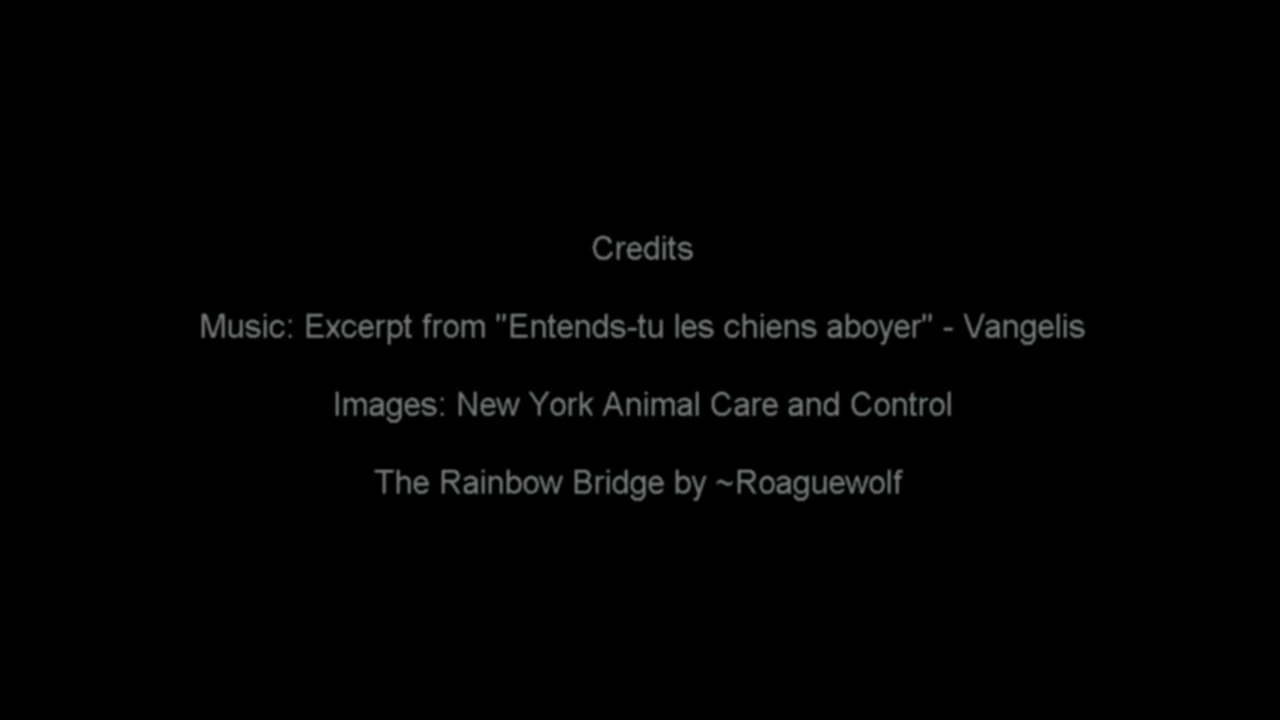 Credits
Music: Excerpt from "Entends-tu les chiens aboyer" - Vangelis
Images: New York Animal Care and Control
The Rainbow Bridge by ~Roaguewolf